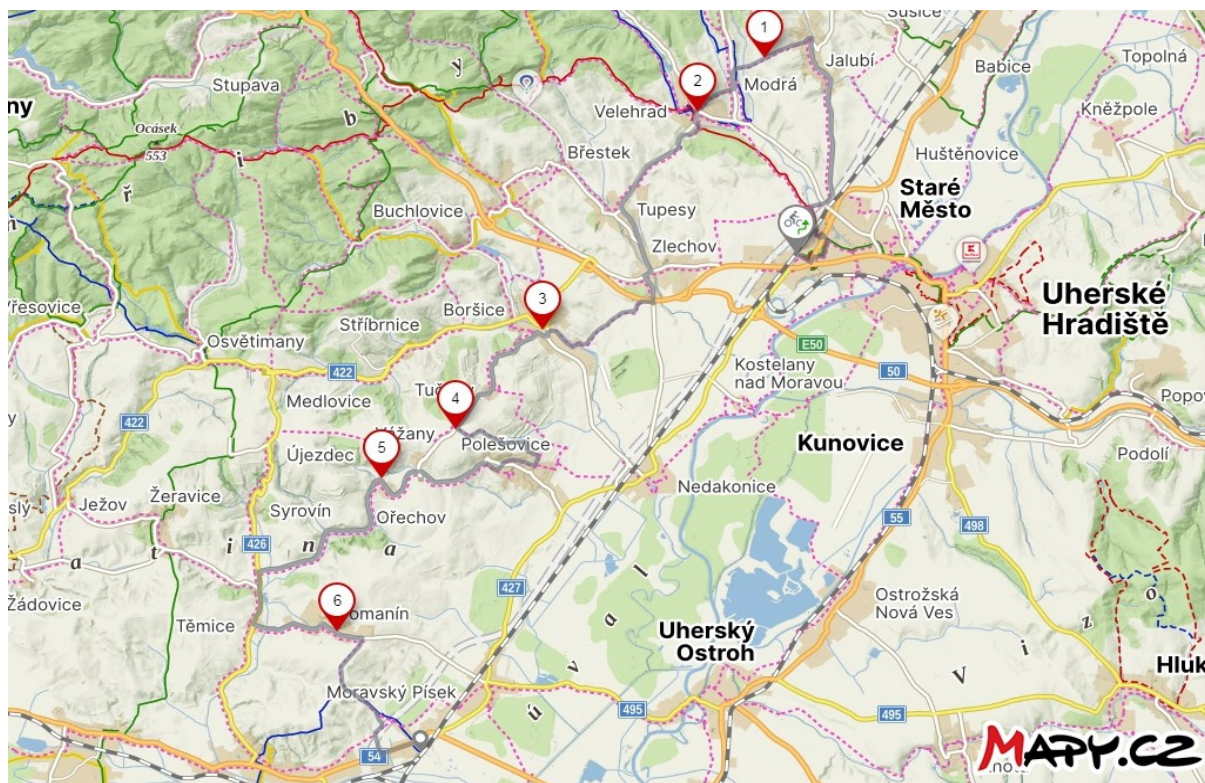 1
Sušice
Jalubí
Topolná
Babice
Stupava
2
Modrá
ny
y
Velehrad
Kněžpole
Ocásek
553
b
Břestek
Huštěnovice
i
ř
Staré
Město
Buchlovice
Tupesy
Zlechov
3
Uherské
Hradiště
Boršice
Stříbrnice
Osvětimany
422
E50
Kostelany
nad Moravou
50
Medlovice
4
422
Popov
Polešovice
Kunovice
5
Újezdec
Podolí
Nedakonice
Ježov
Žeravice
Syrovín
Ořechov
55
498
426
i
n
a
a
t
427
l
a
v
ú
6
Ostrožská
Nová Ves
Žádovice
Těmice
Uherský
Ostroh
V
i
z
o
Hluk
Moravský Písek
495
495
54
MAPY.CZ